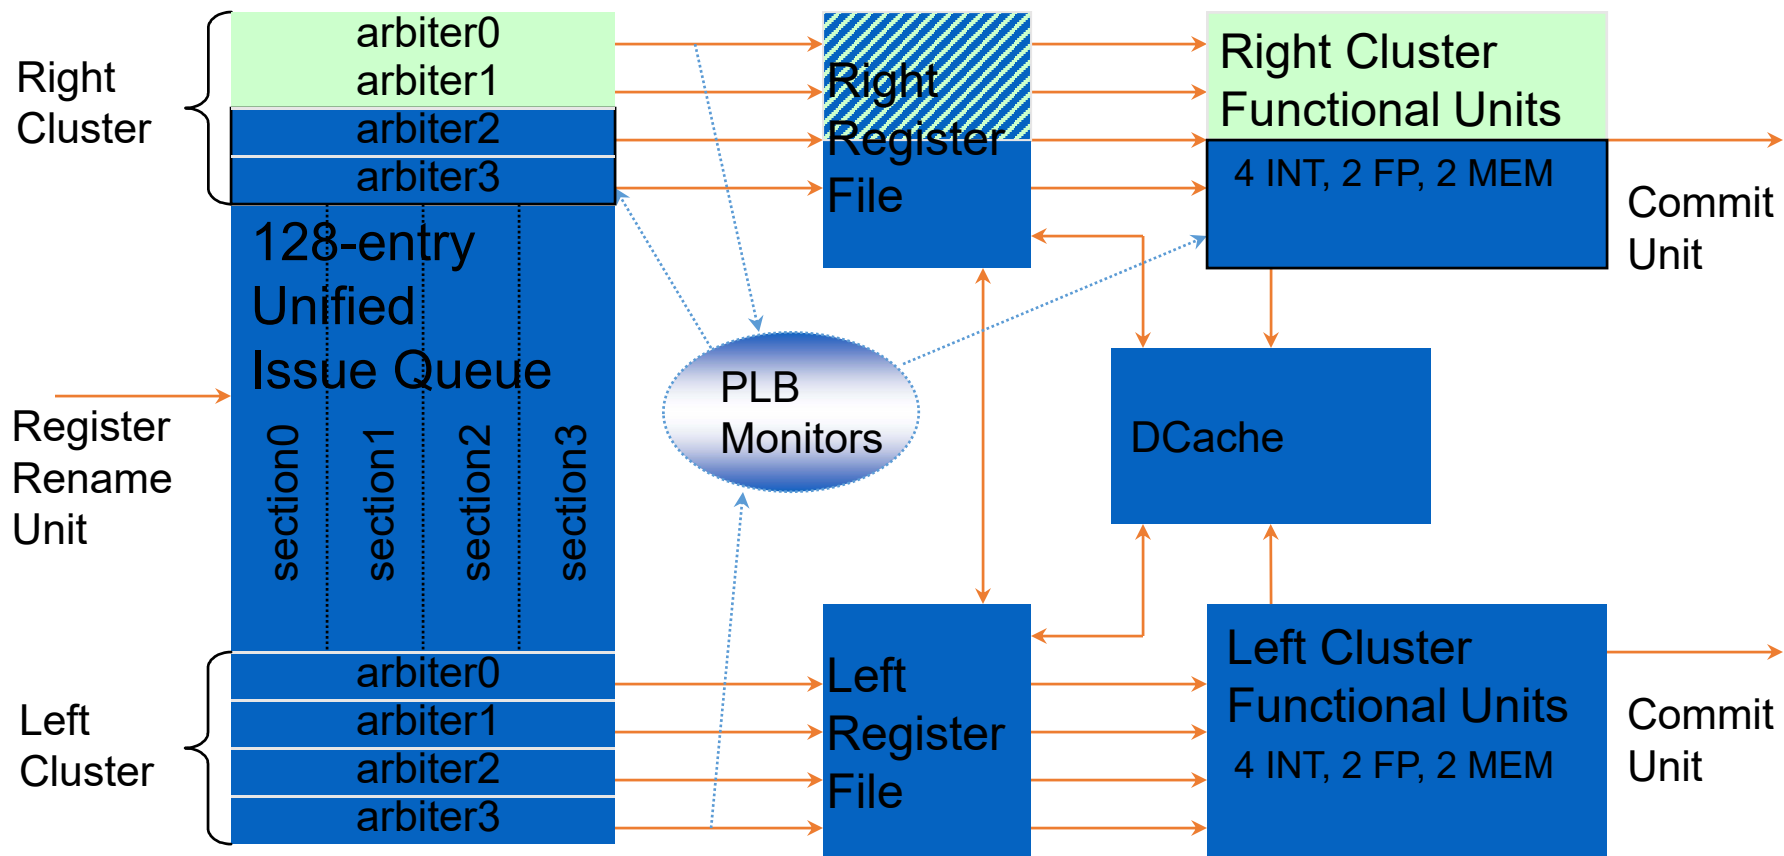 Right
Cluster
arbiter0
arbiter1
arbiter2
arbiter3
128-entry
Unified
Issue Queue
section0
section1
section2
section3
Register
Rename
Unit
Left
Cluster
arbiter0
arbiter1
arbiter2
arbiter3
PLB
Monitors
Right
Register
File
Left
Register
File
Right Cluster
Functional Units
4 INT, 2 FP, 2 MEM
Commit
Unit
DCache
Left Cluster
Functional Units
4 INT, 2 FP, 2 MEM
Commit
Unit